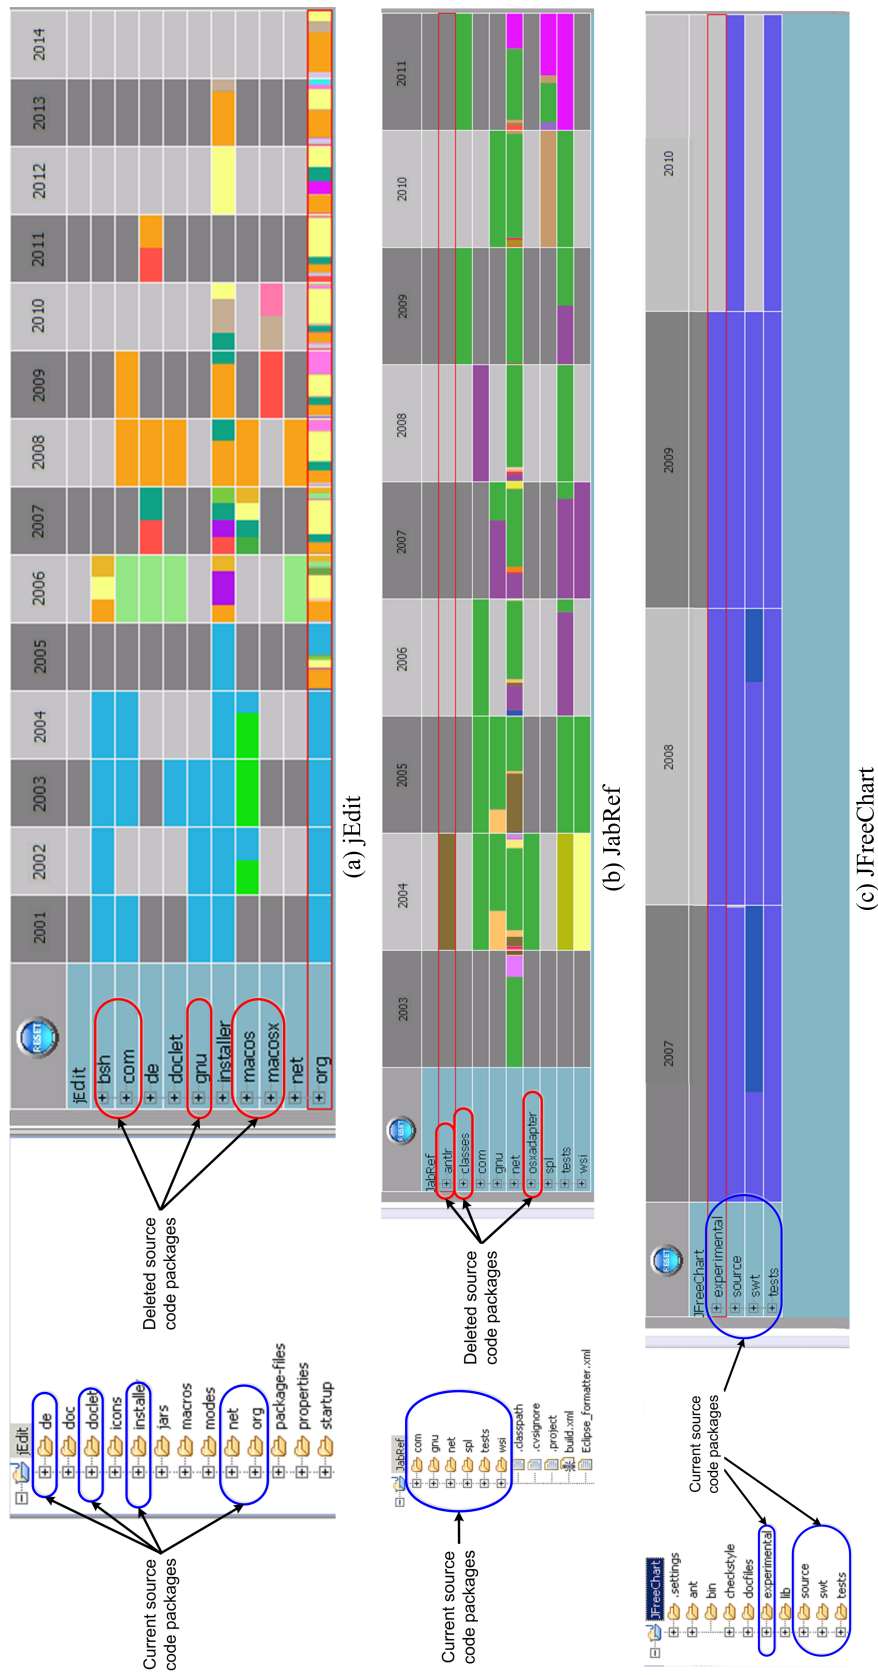 jEdit
de
doc
doclet
icons
installer
jars
macros
modes
net
org
package-files
properties
startup
Current source
code packages
Deleted source
code packages
RESET
jEdit
bsh
com
de
doclet
gnu
installer
macos
macosx
net
org
2001
2002
2003
2004
2005
2006
2007
2008
2009
2010
2011
2012
2013
2014
(a) jEdit
JabRef
com
gnu
net
spl
tests
wsi
.classpath
.cvsignore
.project
build.xml
Eclipse_formatter.xml
Current source
code packages
Deleted source
code packages
RESET
JabRef
antlr
classes
com
gnu
net
osxadapter
spl
tests
wsi
2003
2004
2005
2006
2007
2008
2009
2010
2011
(b) JabRef
JFreeChart
.settings
ant
bin
checkstyle
docfiles
experimental
lib
source
swt
tests
Current source
code packages
RESET
JFreeChart
experimental
source
swt
tests
2007
2008
2009
2010
(c) JFreeChart